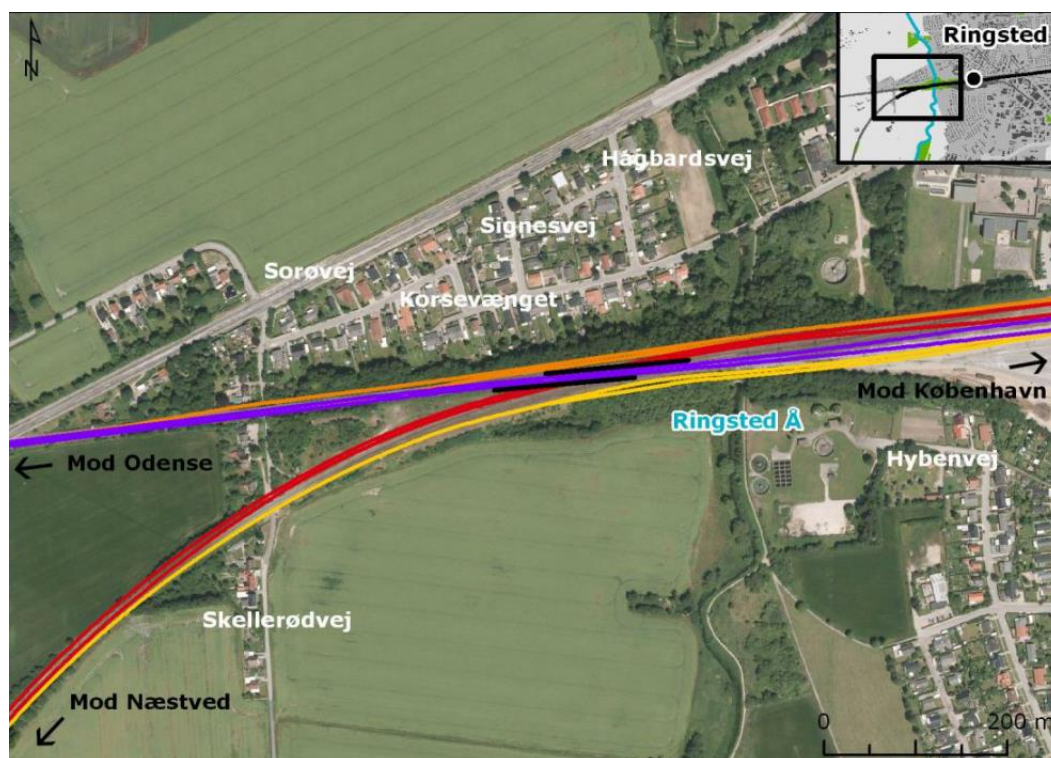 N
Ringsted
Hagbardsvej
Signesvej
Sorøvej
Korsevænget
Mod København
Ringsted Å
Mod Odense
Hybenvej
Skellerødvej
Mod Næstved
0
200 m